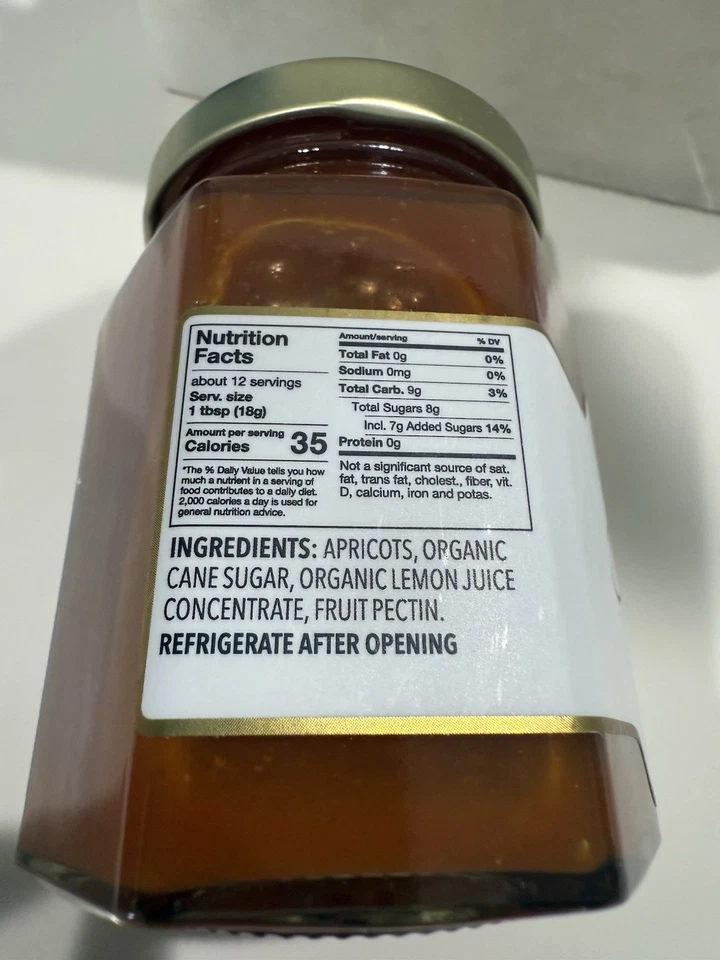 Nutrition
Facts
about 12 servings
Serv. size
1 tbsp (18g)
Amount per serving
Calories 35
*The % Daily Value tells you how
much a nutrient in a serving of
food contributes to a daily diet.
2,000 calories a day is used for
general nutrition advice.
Amount/serving % DV
Total Fat 0g 0%
Sodium 0mg 0%
Total Carb. 9g 3%
Total Sugars 8g
Incl. 7g Added Sugars 14%
Protein 0g
Not a significant source of sat.
fat, trans fat, cholest., fiber, vit.
D, calcium, iron and potas.
INGREDIENTS: APRICOTS, ORGANIC
CANE SUGAR, ORGANIC LEMON JUICE
CONCENTRATE, FRUIT PECTIN.
REFRIGERATE AFTER OPENING